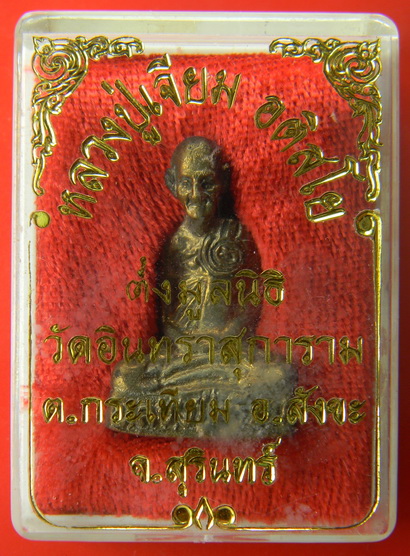 หลวงปู่เจียม อติสโย
ตั้งมูลนิธิ
วัดอินทราสุการาม
ต.กระเทียม อ.สังขะ
จ.สุรินทร์